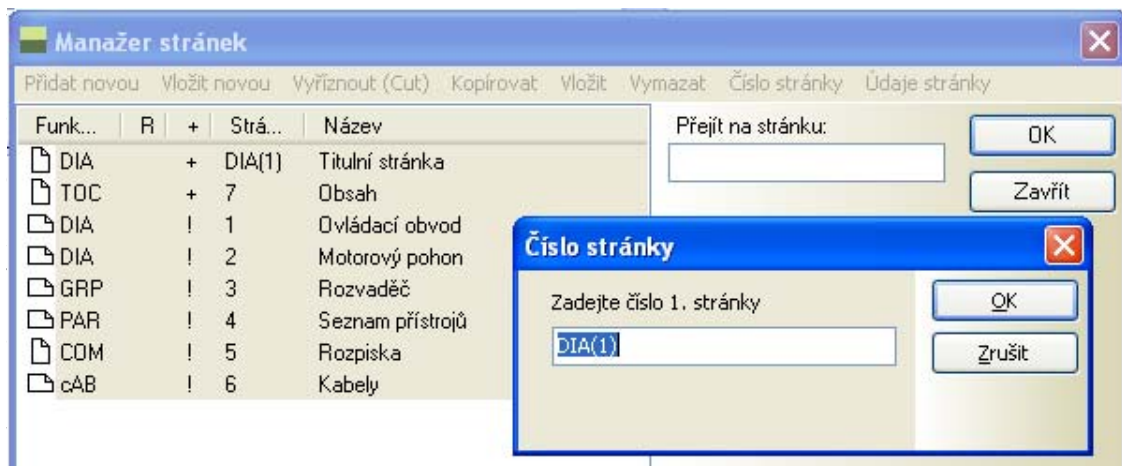 Manažer stránek
Přidat novou Vložit novou Vyříznout (Cut) Kopírovat Vložit Vymazat Číslo stránky Údaje stránky
Funk... R + Strá... Název
DIA + DIA(1) Titulní stránka
TOC + 7 Obsah
DIA ! 1 Ovládací obvod
DIA ! 2 Motorový pohon
GRP ! 3 Rozvaděč
PAR ! 4 Seznam přístrojů
COM ! 5 Rozpiska
cAB ! 6 Kabely
Přejít na stránku:
OK
Zavřít
Číslo stránky
Zadejte číslo 1. stránky
DIA(1)
OK
Zrušit